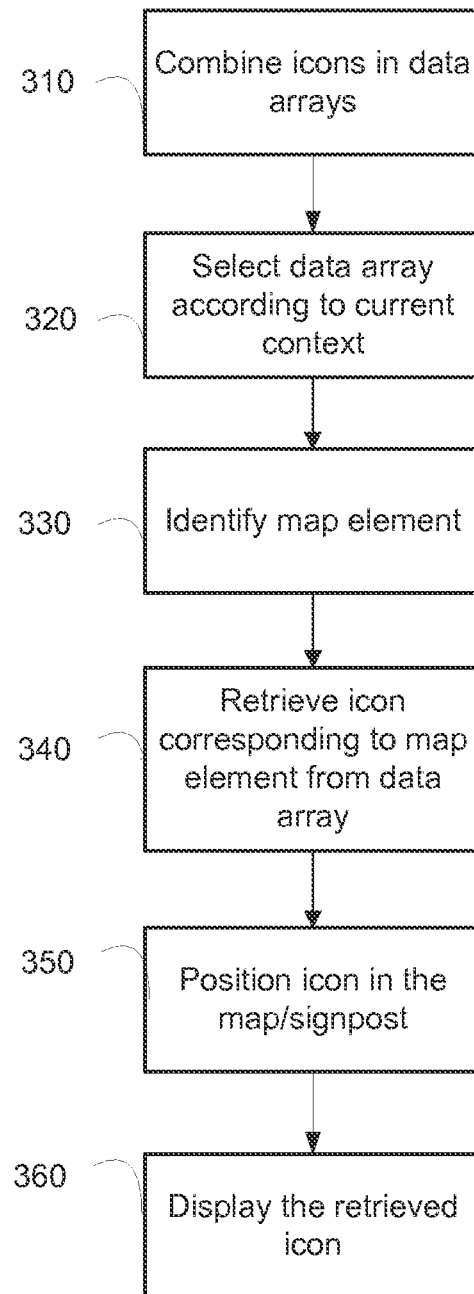 310
Combine icons in data
arrays
320
Select data array
according to current
context
330
Identify map element
340
Retrieve icon
corresponding to map
element from data
array
350
Position icon in the
map/signpost
360
Display the retrieved
icon